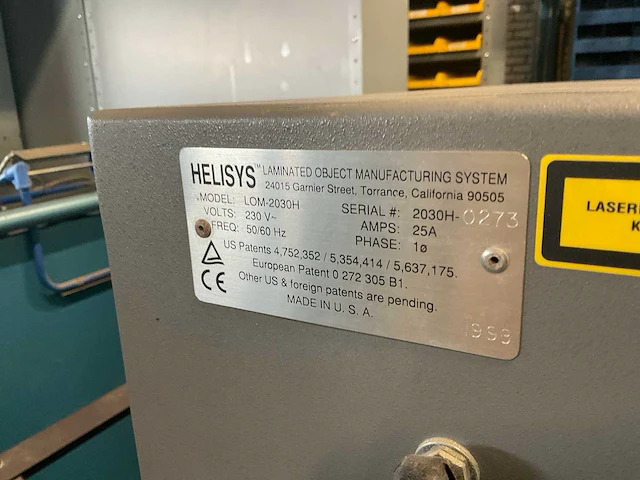 HELISYS™ LAMINATED OBJECT MANUFACTURING SYSTEM
24015 Garnier Street, Torrance, California 90505
MODEL: LOM-2030H SERIAL #: 2030H-0273
VOLTS: 230 V~ AMPS: 25A
FREQ: 50/60 Hz PHASE: 1ø
US Patents 4,752,352 / 5,354,414 / 5,637,175.
European Patent 0 272 305 B1.
CE Other US & foreign patents are pending.
MADE IN U. S. A.
1998
LASER
K